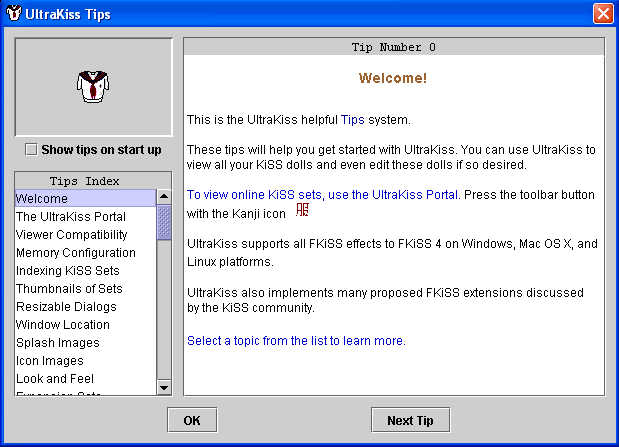 UltraKiss Tips
Show tips on start up
Tips Index
Welcome
The UltraKiss Portal
Viewer Compatibility
Memory Configuration
Indexing KiSS Sets
Thumbnails of Sets
Resizable Dialogs
Window Location
Splash Images
Icon Images
Look and Feel
Expansion Sets
Tip Number 0
Welcome!
This is the UltraKiss helpful Tips system.
These tips will help you get started with UltraKiss. You can use UltraKiss to
view all your KiSS dolls and even edit these dolls if so desired.
To view online KiSS sets, use the UltraKiss Portal. Press the toolbar button
with the Kanji icon 服
UltraKiss supports all FKiSS effects to FKiSS 4 on Windows, Mac OS X, and
Linux platforms.
UltraKiss also implements many proposed FKiSS extensions discussed
by the KiSS community.
Select a topic from the list to learn more.
OK
Next Tip